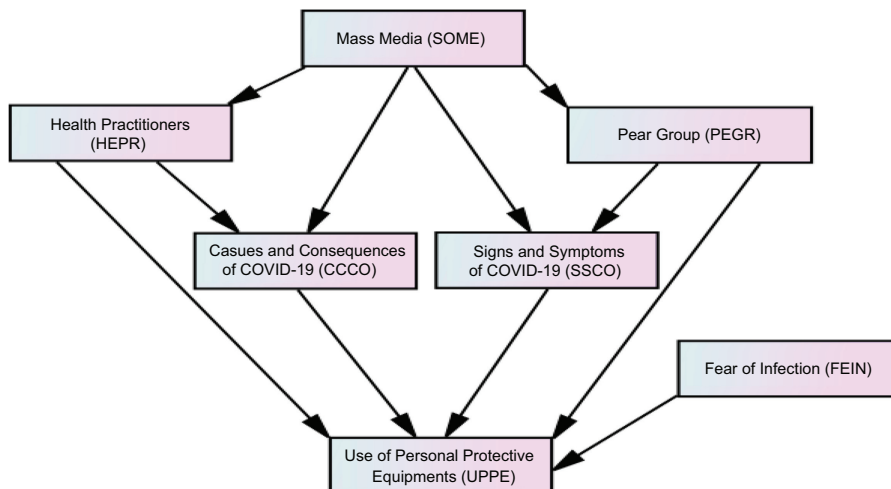 Mass Media (SOME)
Health Practitioners
(HEPR)
Pear Group (PEGR)
Casues and Consequences
of COVID-19 (CCCO)
Signs and Symptoms
of COVID-19 (SSCO)
Fear of Infection (FEIN)
Use of Personal Protective
Equipments (UPPE)